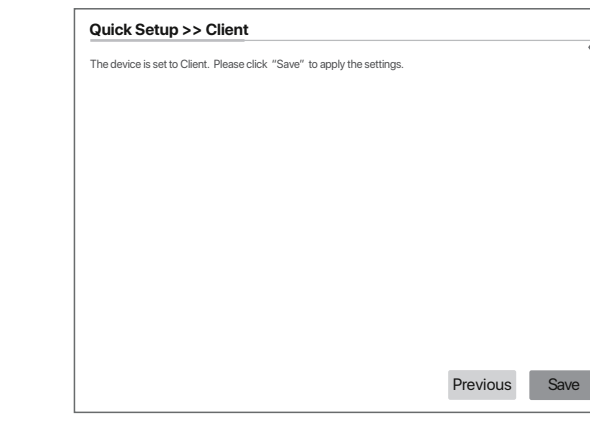 Quick Setup >> Client
The device is set to Client. Please click “Save” to apply the settings.
Previous
Save